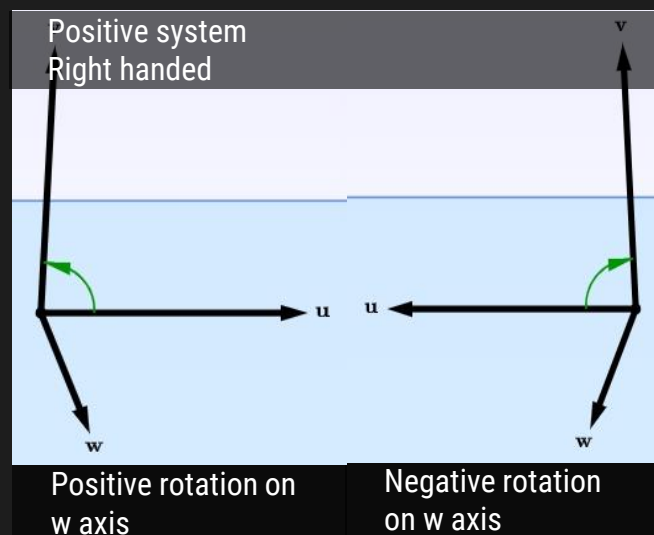 Positive system
Right handed
v
u
w
u
w
Positive rotation on
w axis
Negative rotation
on w axis